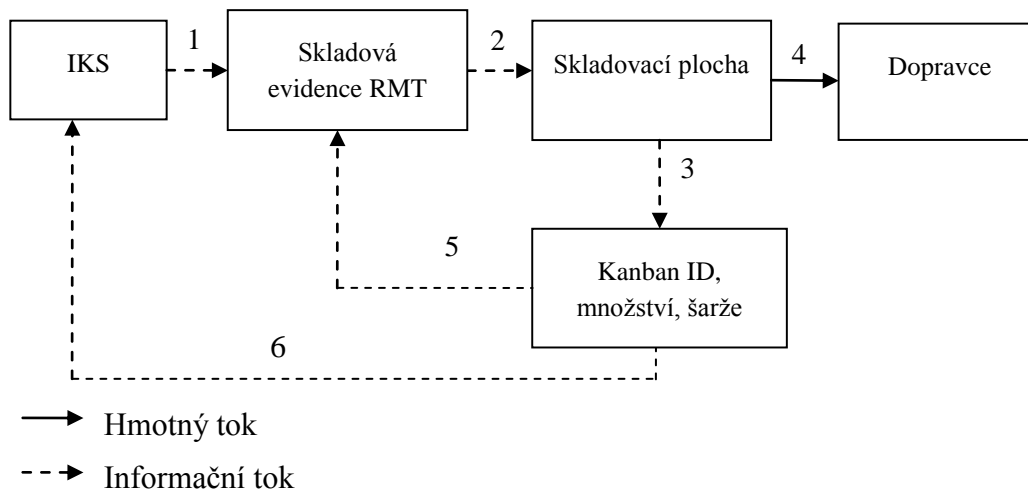 IKS
1
Skladová
evidence RMT
2
Skladovací plocha
4
Dopravce
3
5
Kanban ID,
množství, šarže
6
Hmotný tok
Informační tok